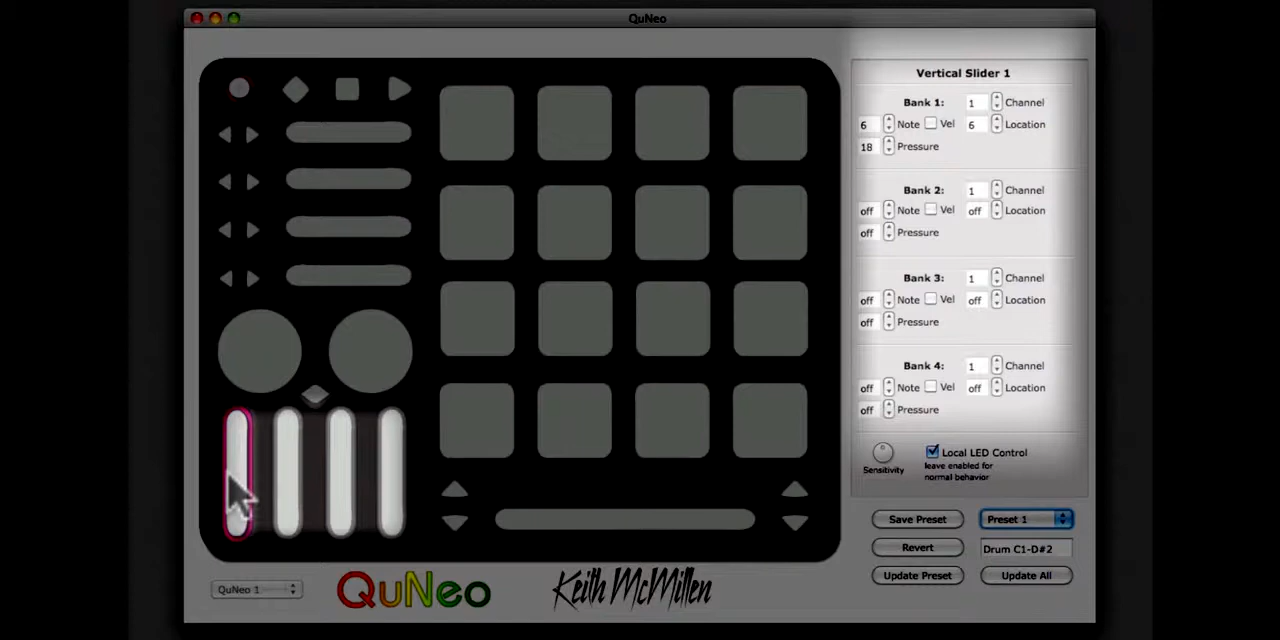 QuNeo
Vertical Slider 1
Bank 1: 1 Channel
6 Note Vel 6 Location
18 Pressure
Bank 2: 1 Channel
off Note Vel off Location
off Pressure
Bank 3: 1 Channel
off Note Vel off Location
off Pressure
Bank 4: 1 Channel
off Note Vel off Location
off Pressure
Sensitivity
Local LED Control
leave enabled for
normal behavior
Save Preset Preset 1
Revert Drum C1-D#2
Update Preset Update All
QuNeo 1
QuNeo
Keith McMillen